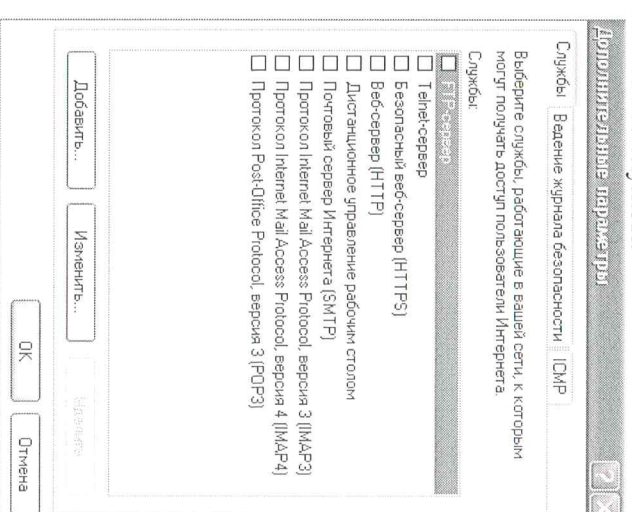 Дополнительные параметры
Службы Ведение журнала безопасности ICMP
Выберите службы, работающие в вашей сети, к которым
могут получать доступ пользователи Интернета.
Службы:
FTP-сервер
Telnet-сервер
Безопасный веб-сервер (HTTPS)
Веб-сервер (HTTP)
Дистанционное управление рабочим столом
Почтовый сервер Интернета (SMTP)
Протокол Internet Mail Access Protocol, версия 3 (IMAP3)
Протокол Internet Mail Access Protocol, версия 4 (IMAP4)
Протокол Post-Office Protocol, версия 3 (POP3)
Добавить... Изменить... Удалить
OK Отмена